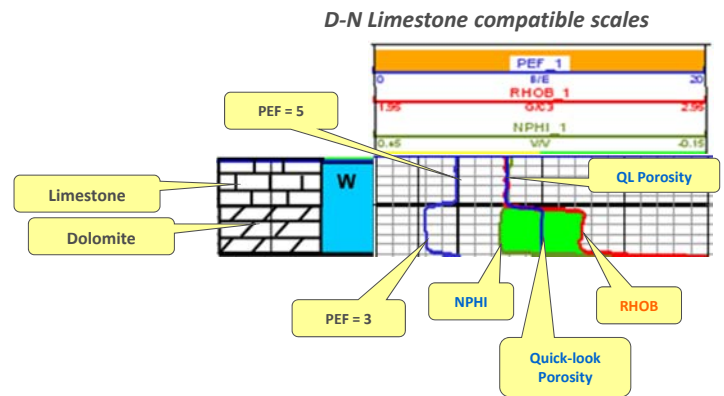 D-N Limestone compatible scales
PEF_1
0 B/E 20
RHOB_1
1.95 G/C3 2.95
NPHI_1
0.45 V/V -0.15
PEF = 5
W
QL Porosity
Limestone
Dolomite
NPHI
RHOB
PEF = 3
Quick-look
Porosity